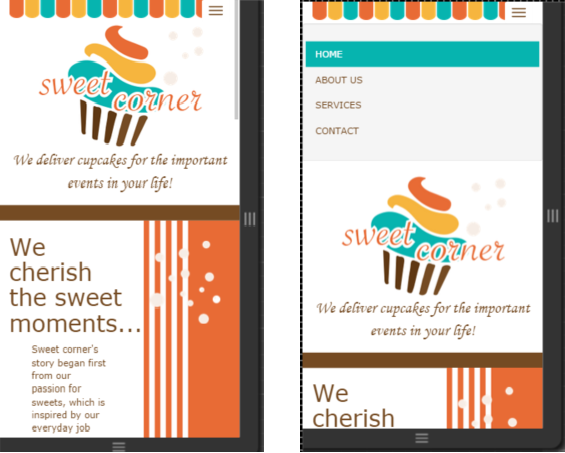 sweet
corner
We deliver cupcakes for the important
events in your life!
We
cherish
the sweet
moments...
Sweet corner's
story began first
from our
passion for
sweets, which is
inspired by our
everyday job
HOME
ABOUT US
SERVICES
CONTACT
sweet
corner
We deliver cupcakes for the important
events in your life!
We
cherish